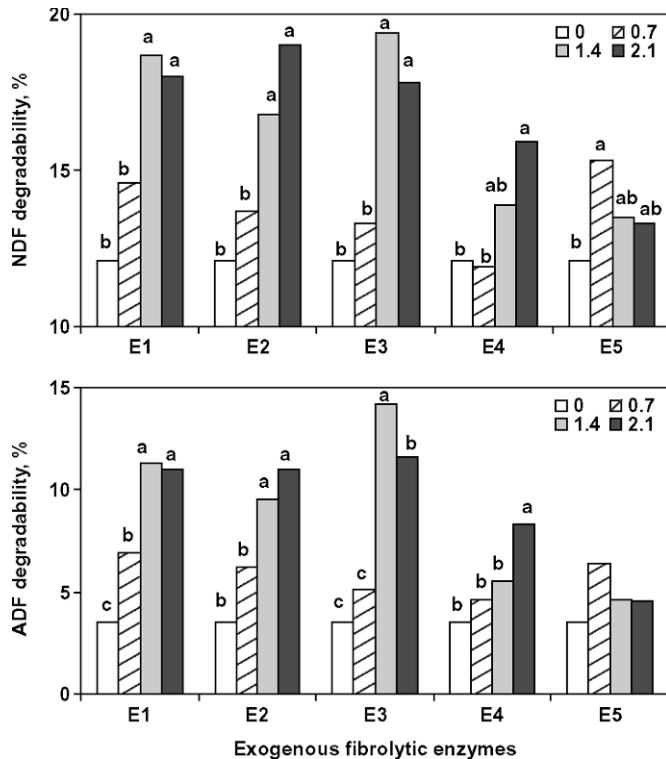 NDF degradability, %
20
15
10
0 0.7
1.4 2.1
b b a a
b b a a
b b a a
b b ab a
b a ab ab
E1 E2 E3 E4 E5
ADF degradability, %
15
10
5
0
0 0.7
1.4 2.1
c b a a
b b a a
c c a b
b b b a
E1 E2 E3 E4 E5
Exogenous fibrolytic enzymes